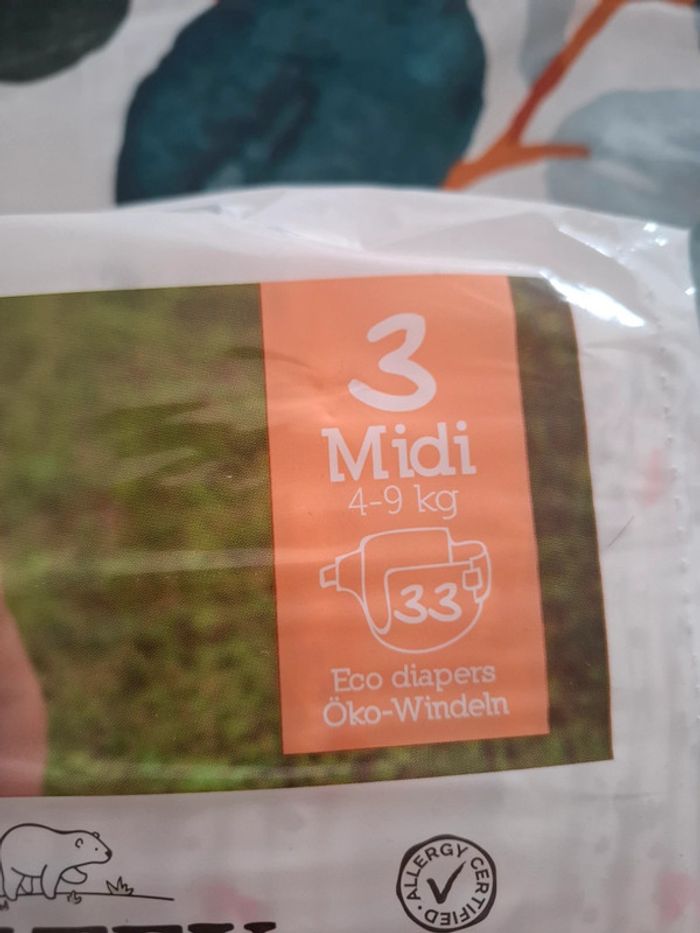 3
Midi
4-9 kg
33
Eco diapers
Öko-Windeln
ALLERGY CERTIFIED